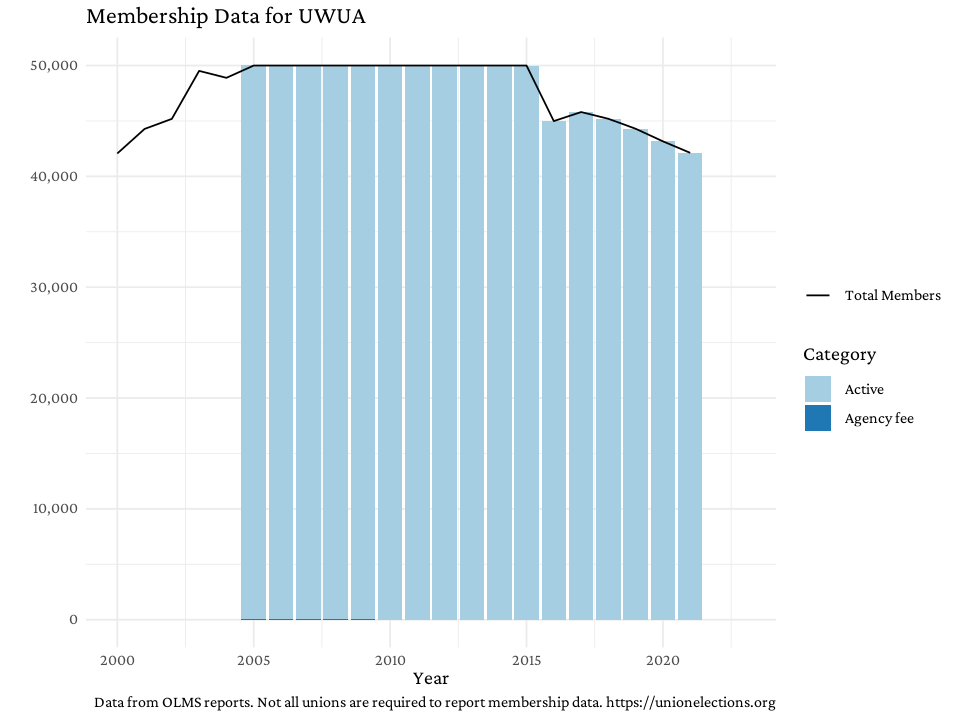 Membership Data for UWUA
50,000
40,000
30,000
20,000
10,000
0
2000 2005 2010 2015 2020
Year
Total Members
Category
Active
Agency fee
Data from OLMS reports. Not all unions are required to report membership data. https://unionelections.org